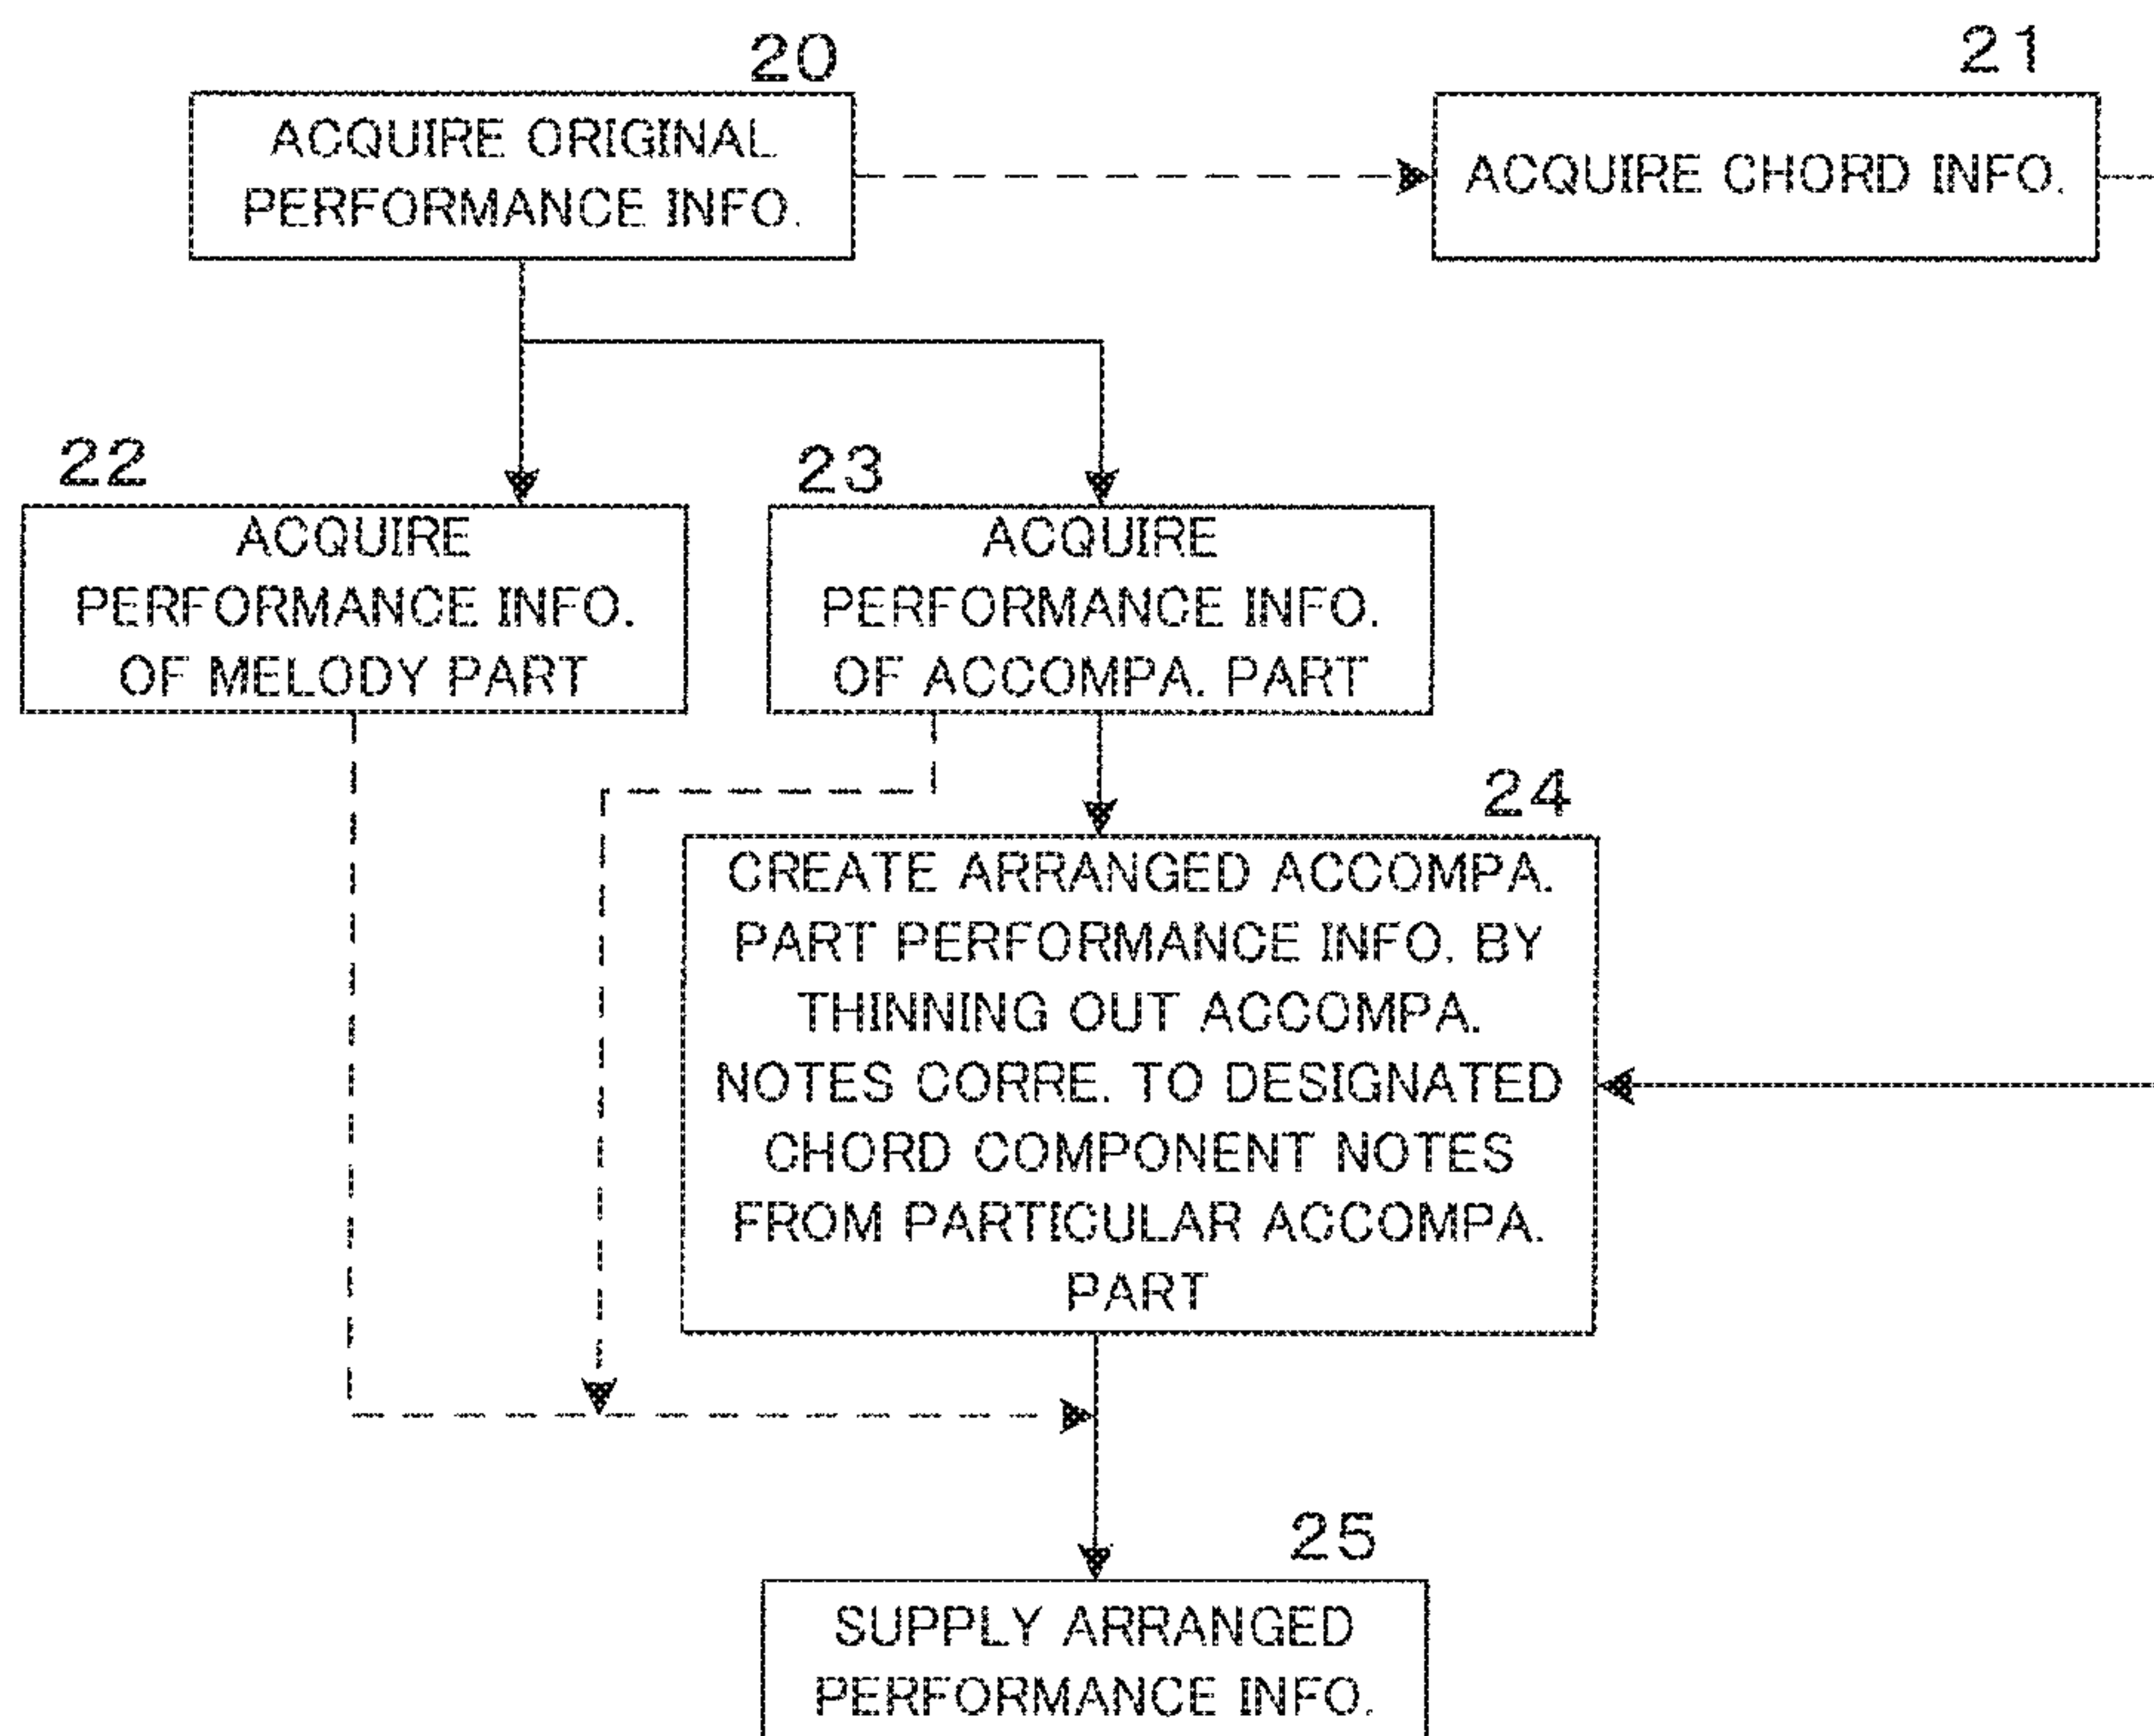 20
ACQUIRE ORIGINAL
PERFORMANCE INFO.
21
ACQUIRE CHORD INFO.
22
ACQUIRE
PERFORMANCE INFO.
OF MELODY PART
23
ACQUIRE
PERFORMANCE INFO.
OF ACCOMPA. PART
24
CREATE ARRANGED ACCOMPA.
PART PERFORMANCE INFO. BY
THINNING OUT ACCOMPA.
NOTES CORRE. TO DESIGNATED
CHORD COMPONENT NOTES
FROM PARTICULAR ACCOMPA.
PART
25
SUPPLY ARRANGED
PERFORMANCE INFO.